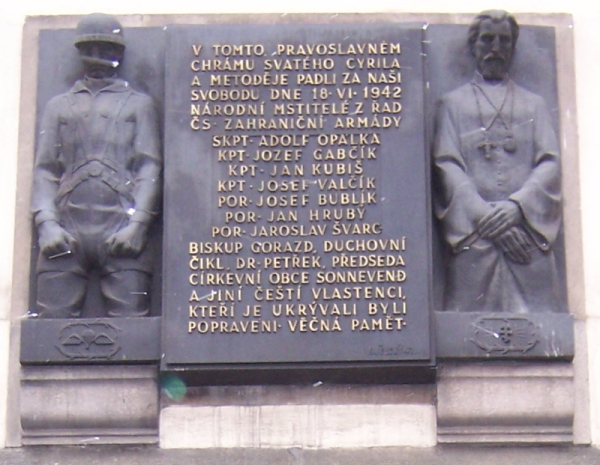 V TOMTO, PRAVOSLAVNÉM
CHRÁMU SVATÉHO CYRILA
A METODĚJE PADLI ZA NAŠI
SVOBODU DNE 18·VI·1942
NÁRODNÍ MSTITELÉ Z ŘAD
ČS· ZAHRANIČNÍ ARMÁDY
SKPT· ADOLF OPALKA
KPT· JOZEF GABČÍK
KPT· JAN KUBIŠ
KPT· JOSEF VALČÍK
POR· JOSEF BUBLÍK
POR· JAN HRUBÝ
POR· JAROSLAV ŠVARC
BISKUP GORAZD, DUCHOVNÍ
ČIKL, DR· PETŘEK, PŘEDSEDA
CÍRKEVNÍ OBCE SONNEVEND
A JINÍ ČEŠTÍ VLASTENCI,
KTEŘÍ JE UKRÝVALI BYLI
POPRAVENI· VĚČNÁ PAMĚT·